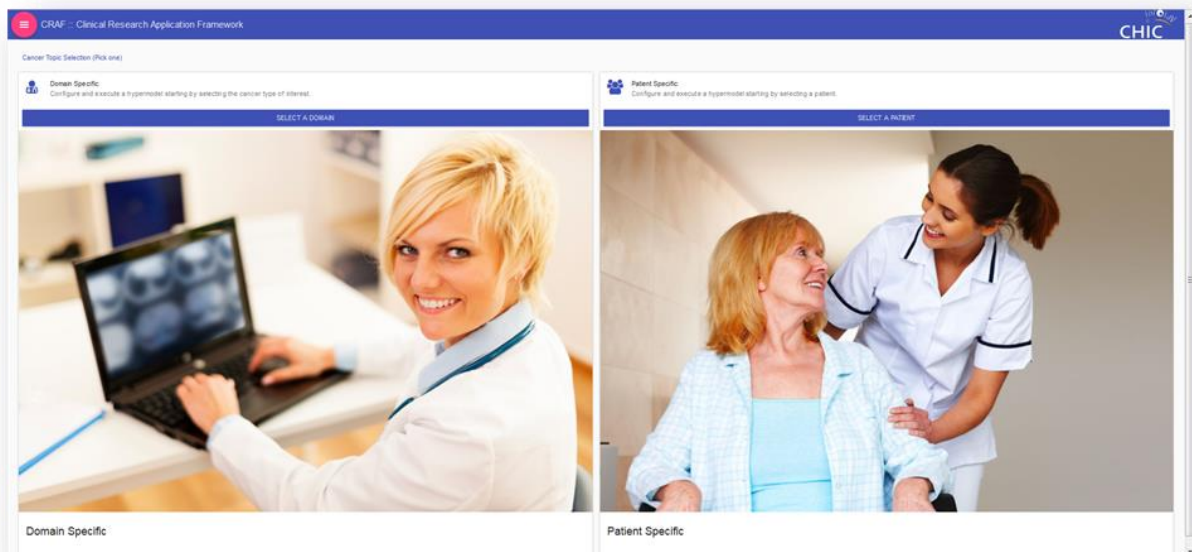 CRAF :: Clinical Research Application Framework
CHIC
Cancer Topic Selection (Pick one)
Domain Specific
Configure and execute a hypermodel starting by selecting the cancer type of interest.
SELECT A DOMAIN
Patient Specific
Configure and execute a hypermodel starting by selecting a patient.
SELECT A PATIENT
Domain Specific
Patient Specific